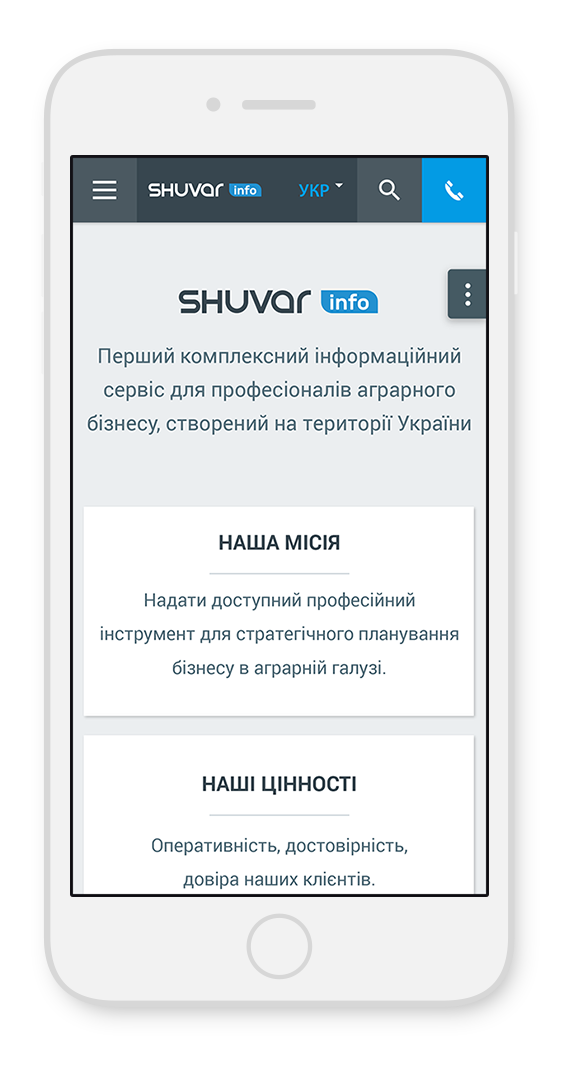 SHUVAR info УКР
SHUVAR info
Перший комплексний інформаційний
сервіс для професіоналів аграрного
бізнесу, створений на території України
НАША МІСІЯ
Надати доступний професійний
інструмент для стратегічного планування
бізнесу в аграрній галузі.
НАШІ ЦІННОСТІ
Оперативність, достовірність,
довіра наших клієнтів.